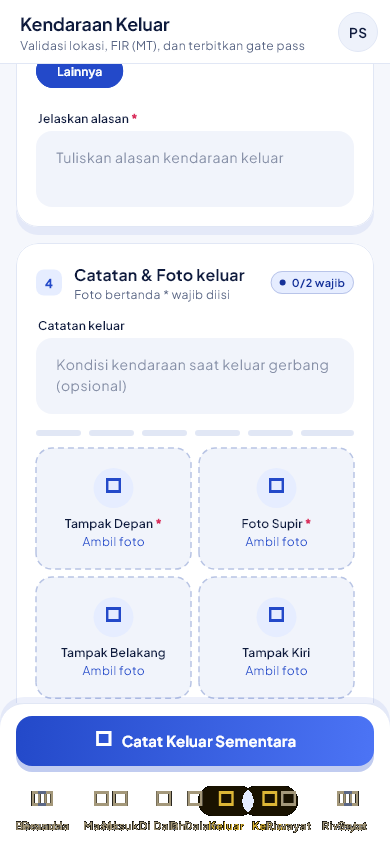 Kendaraan Keluar
Validasi lokasi, FIR (MT), dan terbitkan gate pass
PS
Lainnya
Jelaskan alasan *
Tuliskan alasan kendaraan keluar
4
Catatan & Foto keluar
Foto bertanda * wajib diisi
0/2 wajib
Catatan keluar
Kondisi kendaraan saat keluar gerbang
(opsional)
Tampak Depan *
Ambil foto
Foto Supir *
Ambil foto
Tampak Belakang
Ambil foto
Tampak Kiri
Ambil foto
Catat Keluar Sementara